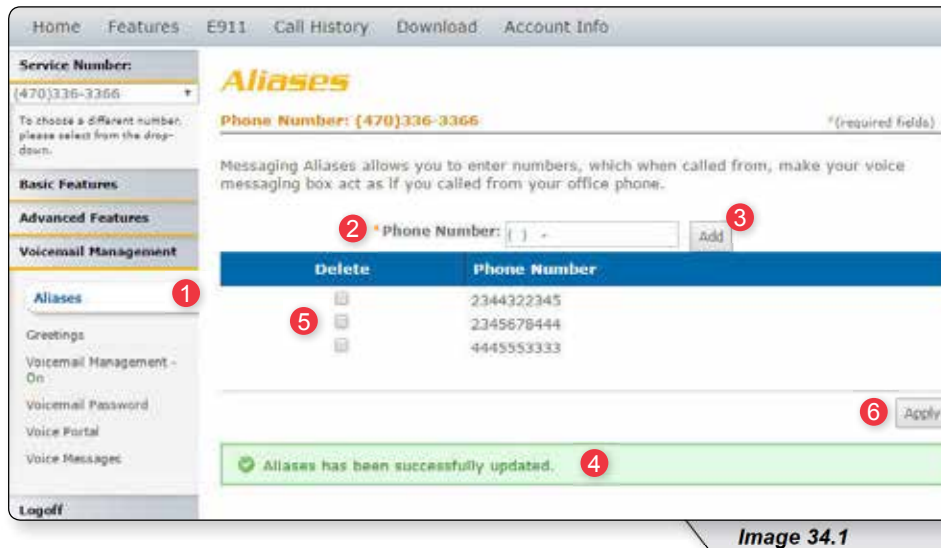 Home Features E911 Call History Download Account Info
Service Number:
(470)336-3366
To choose a different number, please select from the drop-down.
Basic Features
Advanced Features
Voicemail Management
1
Aliases
Greetings
Voicemail Management - On
Voicemail Password
Voice Portal
Voice Messages
Logoff
Aliases
Phone Number: (470)336-3366
*(required fields)
Messaging Aliases allows you to enter numbers, which when called from, make your voice
messaging box act as if you called from your office phone.
2 *Phone Number: ( ) - Add 3
Delete Phone Number
2344322345
5 2345678444
4445553333
6 Apply
Aliases has been successfully updated. 4
Image 34.1